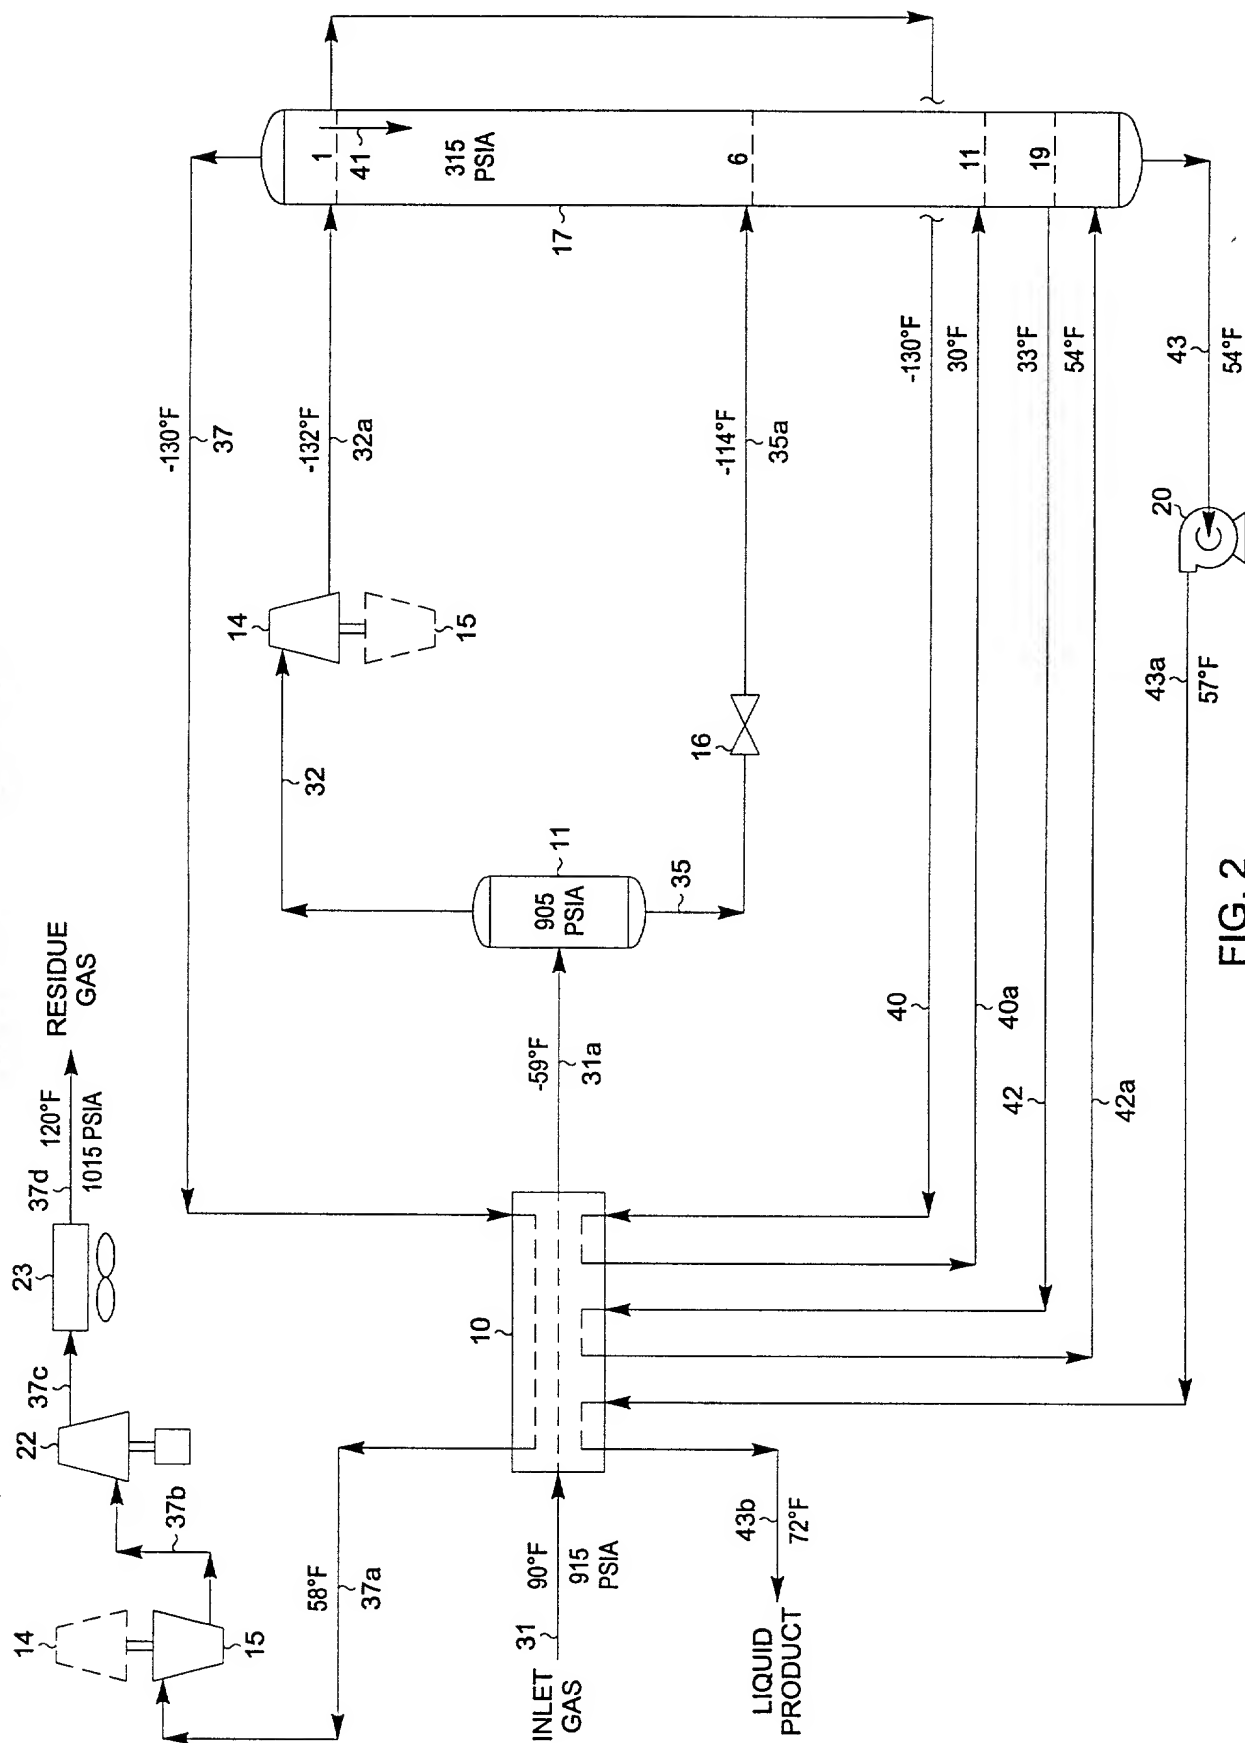 RESIDUE
GAS
120°F
1015 PSIA
37d
23
37c
22
37b
14
15
58°F
37a
-130°F
37
-132°F
32a
14
15
32
11
905
PSIA
35
-59°F
31a
10
90°F
915
PSIA
31
INLET
GAS
43b
72°F
LIQUID
PRODUCT
1
41
315
PSIA
17
6
11
19
-114°F
35a
16
-130°F
40
30°F
40a
33°F
42
54°F
42a
43
54°F
20
43a
57°F
FIG. 2